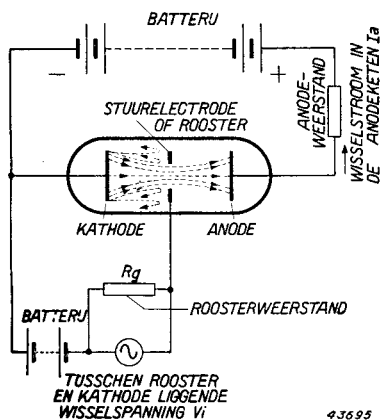 BATTERIJ
−
+
STUURELECTRODE
OF ROOSTER
ANODE-
WEERSTAND
WISSELSTROOM IN
DE ANODEKETEN Ia
KATHODE
ANODE
Rg
BATTERIJ
ROOSTERWEERSTAND
TUSSCHEN ROOSTER
EN KATHODE LIGGENDE
WISSELSPANNING Vi
43695